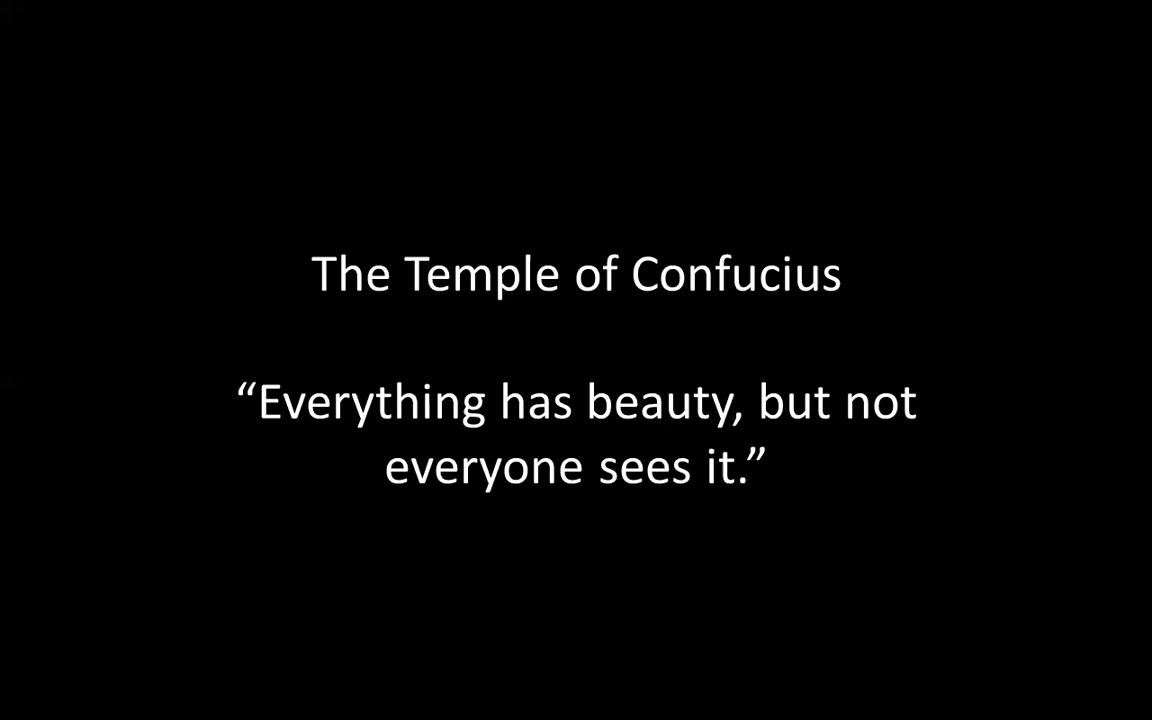 The Temple of Confucius
“Everything has beauty, but not
everyone sees it.”